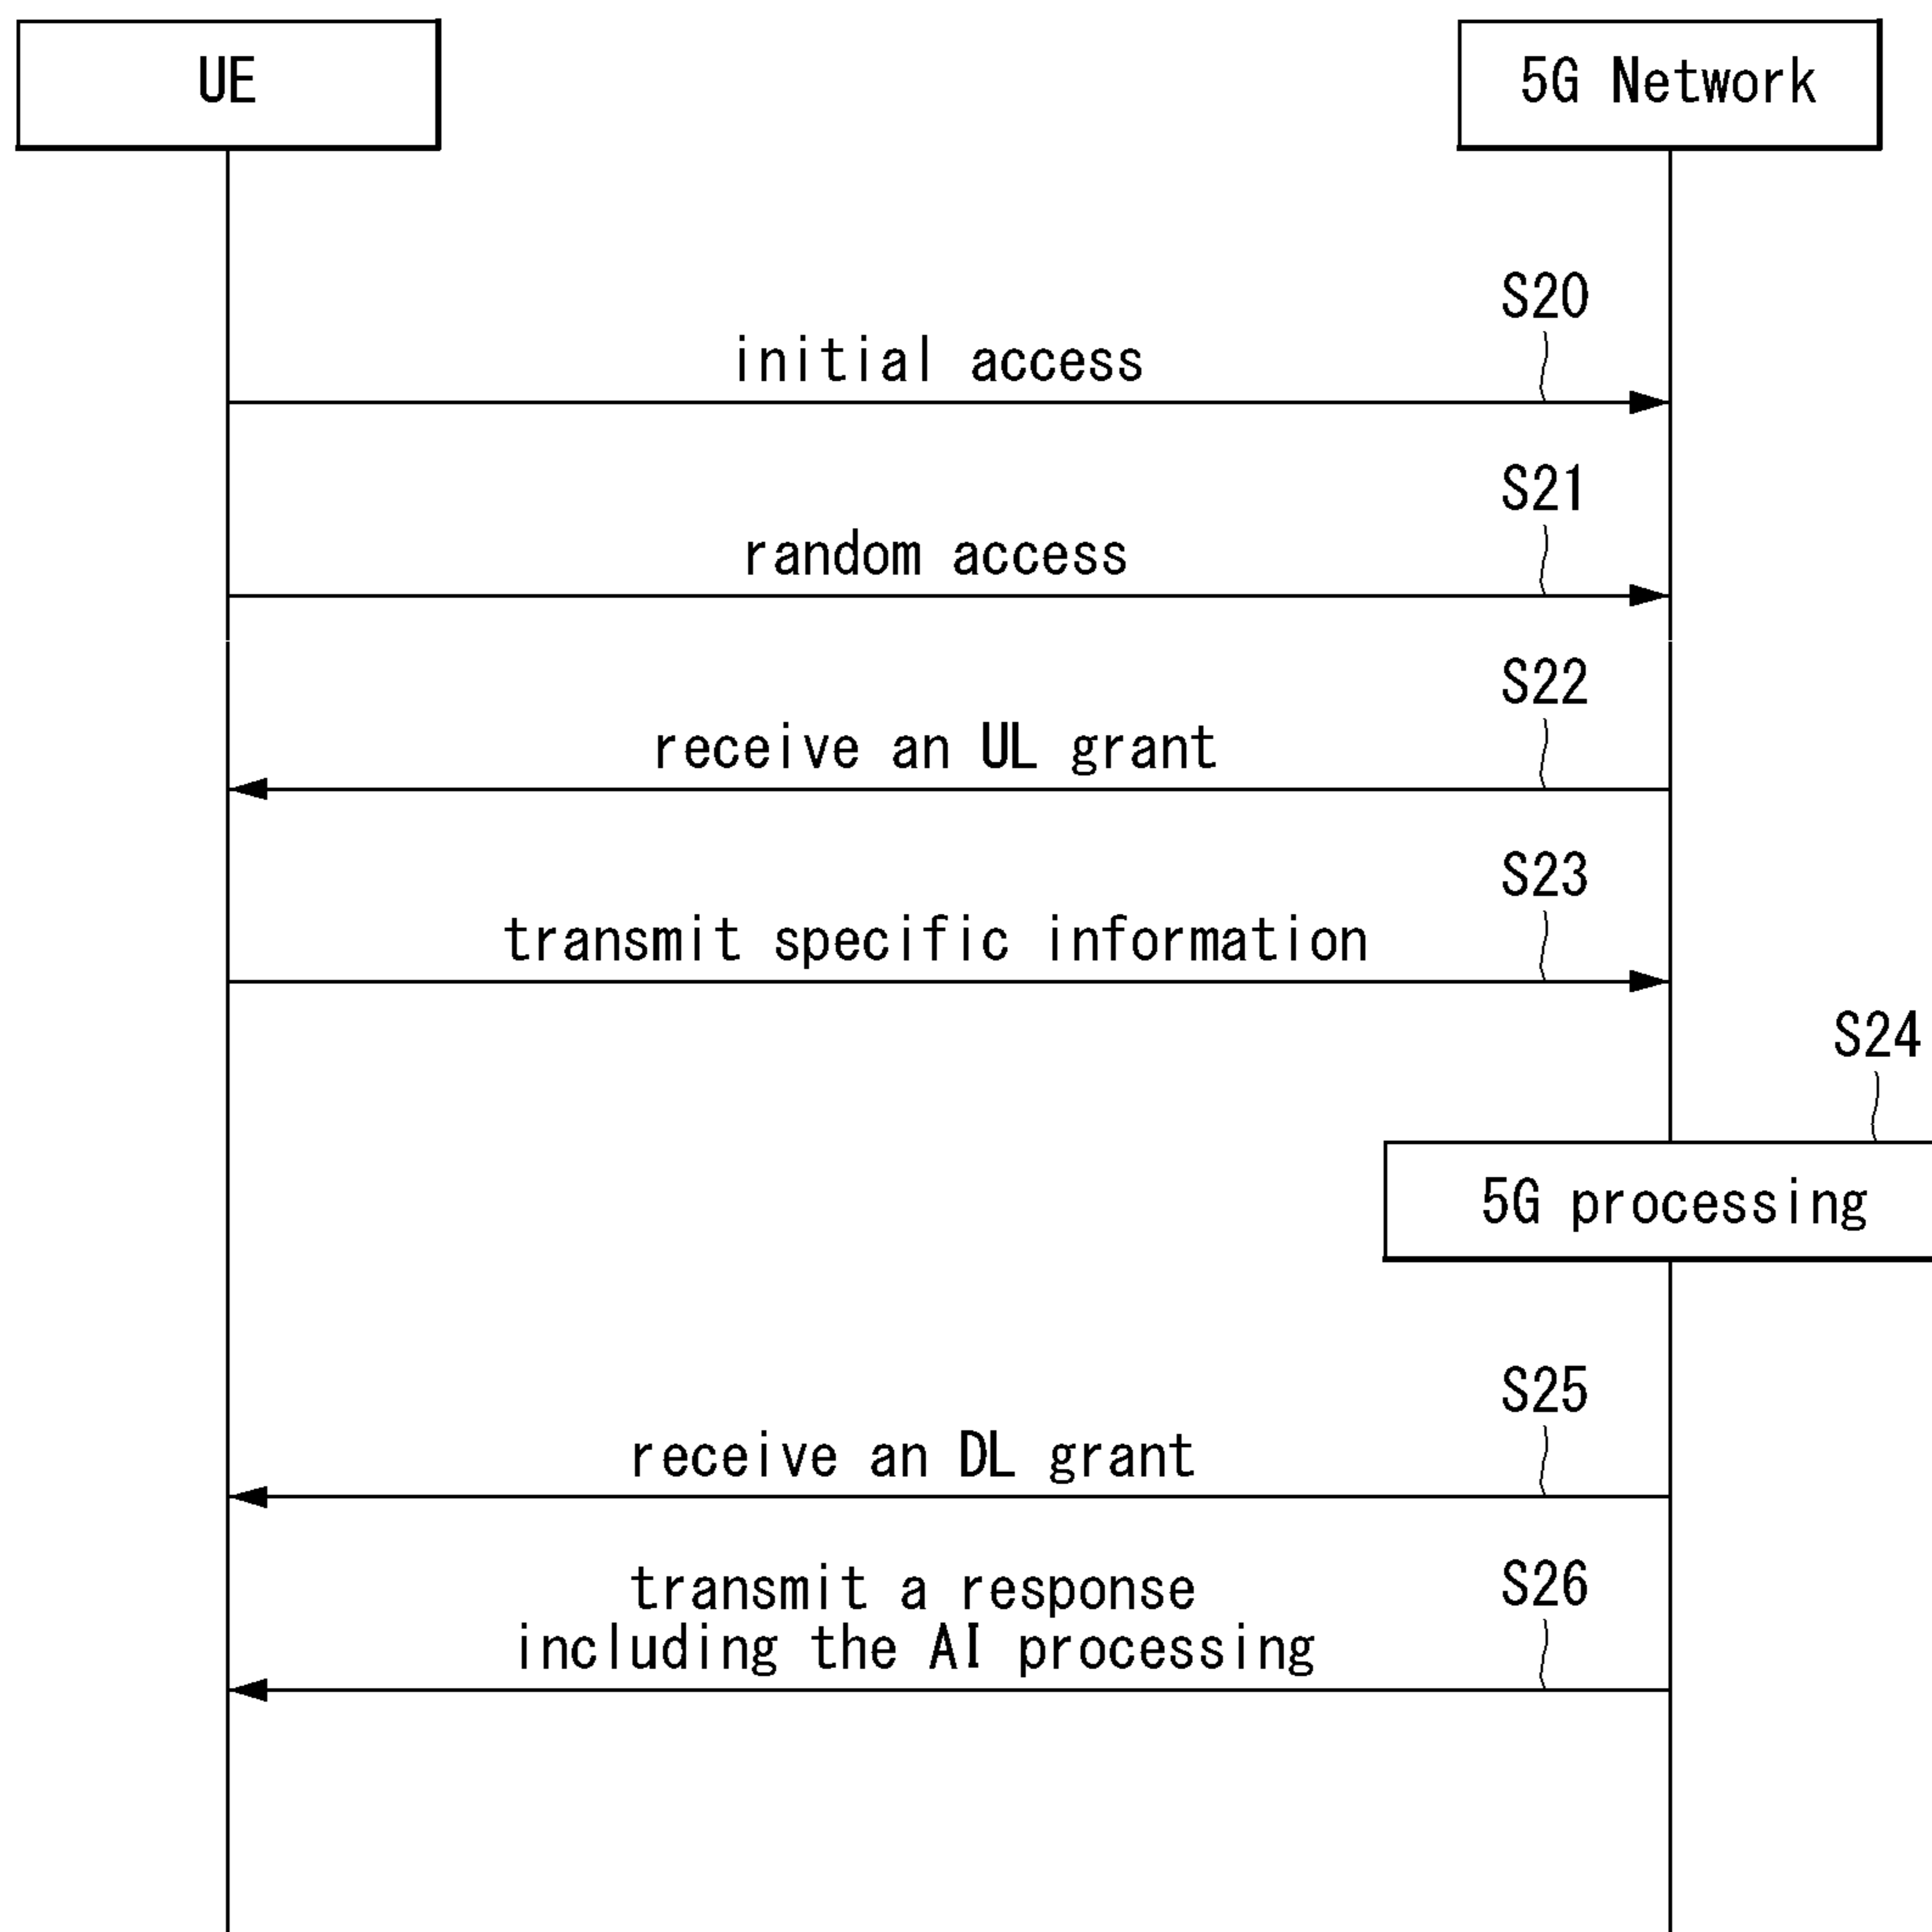 UE
5G Network
S20
initial access
S21
random access
S22
receive an UL grant
S23
transmit specific information
S24
5G processing
S25
receive an DL grant
S26
transmit a response
including the AI processing